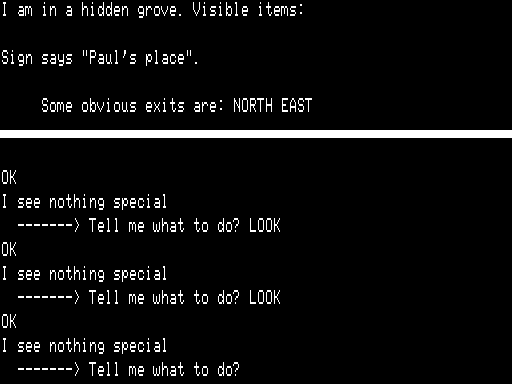 I am in a hidden grove. Visible items:
Sign says "Paul's place".
Some obvious exits are: NORTH EAST
OK
I see nothing special
-------> Tell me what to do? LOOK
OK
I see nothing special
-------> Tell me what to do? LOOK
OK
I see nothing special
-------> Tell me what to do?